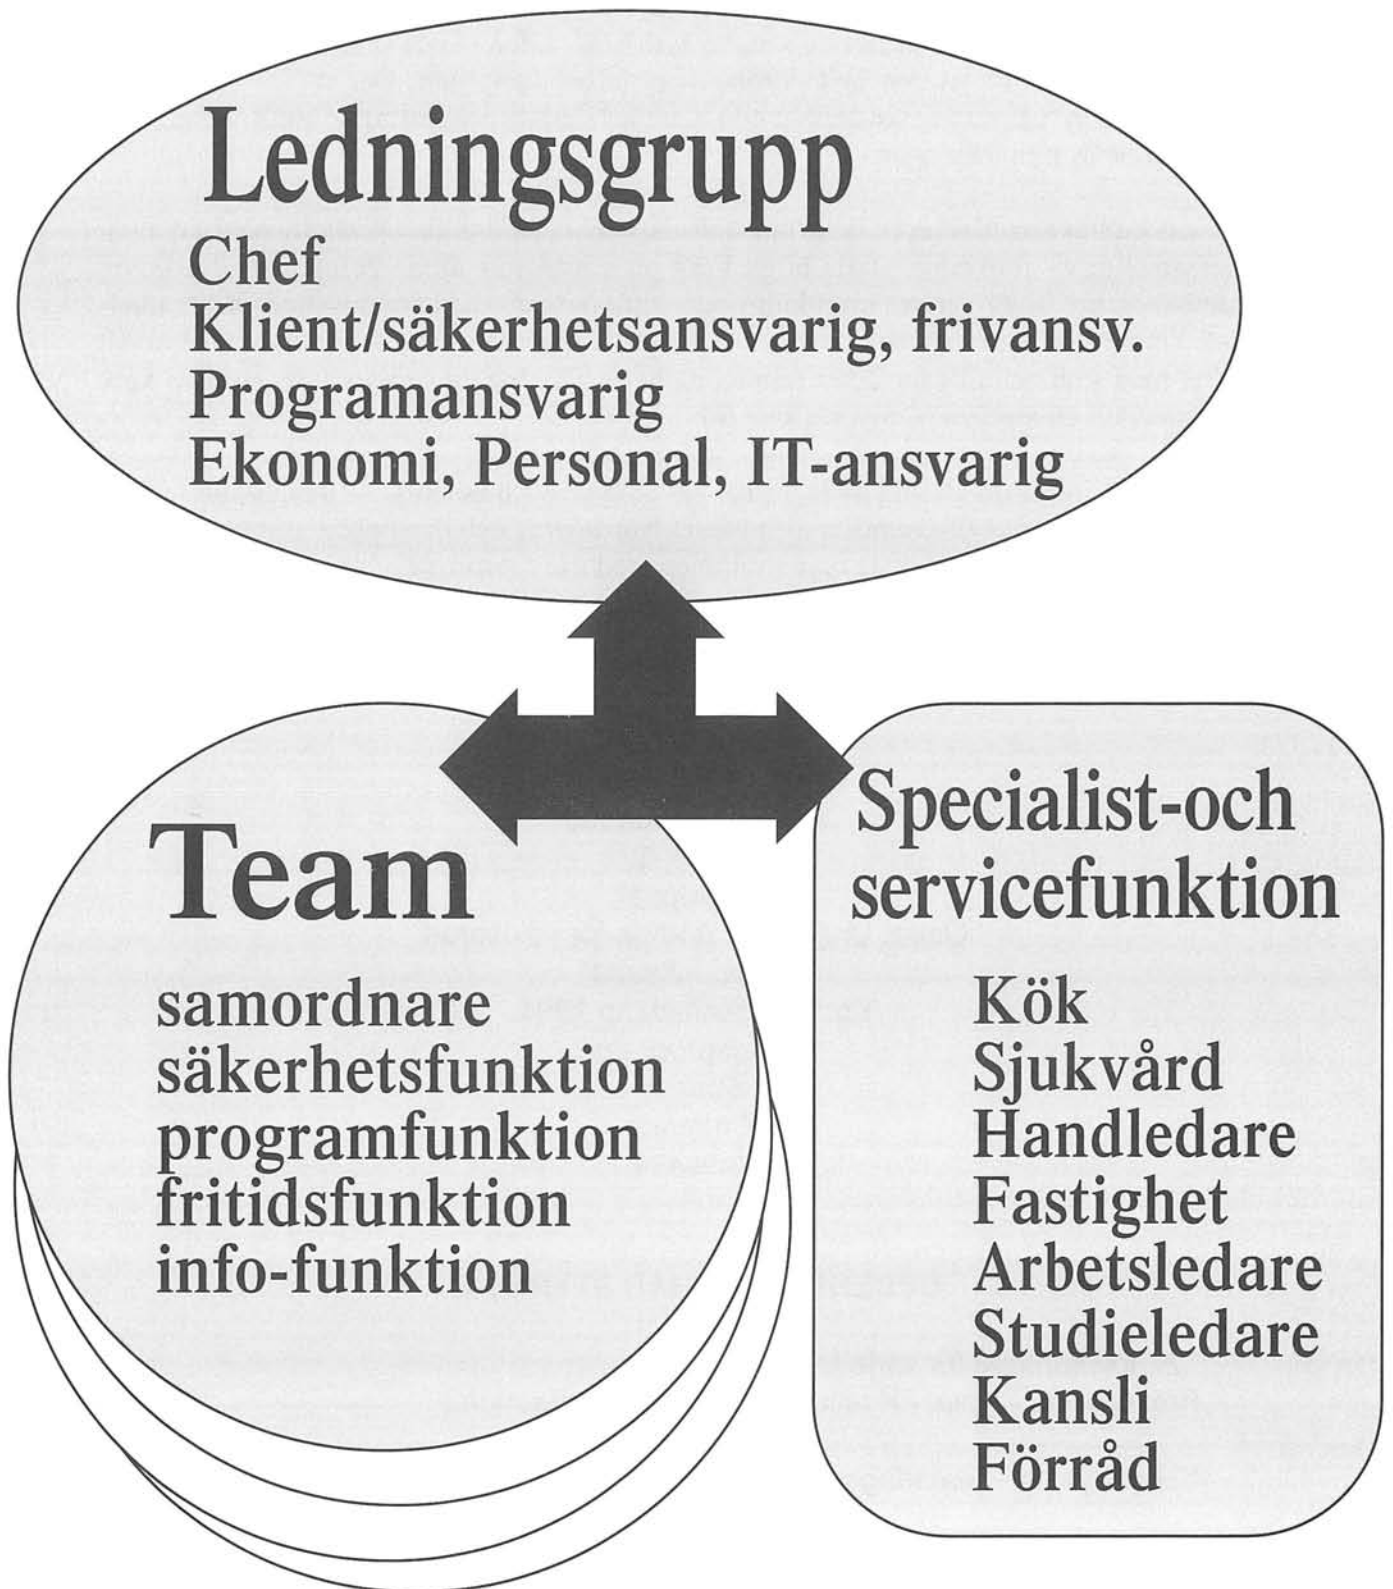 Ledningsgrupp
Chef
Klient/säkerhetsansvarig, frivansv.
Programansvarig
Ekonomi, Personal, IT-ansvarig
Team
samordnare
säkerhetsfunktion
programfunktion
fritidsfunktion
info-funktion
Specialist-och
servicefunktion
Kök
Sjukvård
Handledare
Fastighet
Arbetsledare
Studieledare
Kansli
Förråd